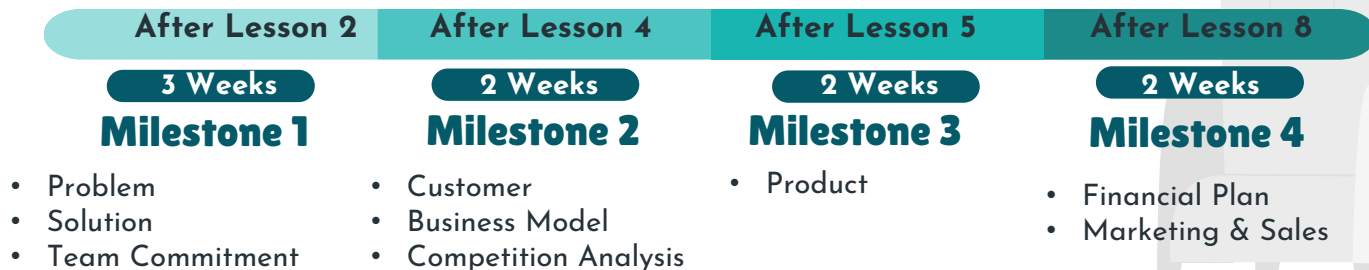 After Lesson 2
After Lesson 4
After Lesson 5
After Lesson 8
3 Weeks
2 Weeks
2 Weeks
2 Weeks
Milestone 1
Milestone 2
Milestone 3
Milestone 4
• Problem
• Solution
• Team Commitment
• Customer
• Business Model
• Competition Analysis
• Product
• Financial Plan
• Marketing & Sales